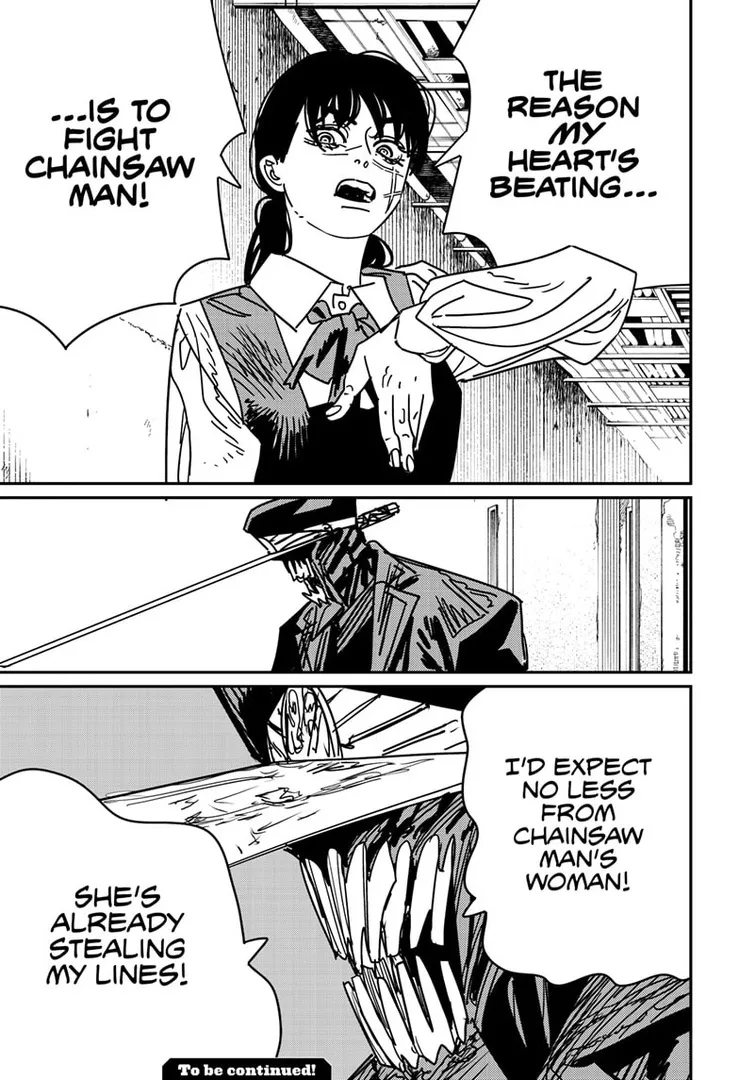 THE
REASON
MY
HEART'S
BEATING...
...IS TO
FIGHT
CHAINSAW
MAN!
I'D EXPECT
NO LESS
FROM
CHAINSAW
MAN'S
WOMAN!
SHE'S
ALREADY
STEALING
MY LINES!
To be continued!